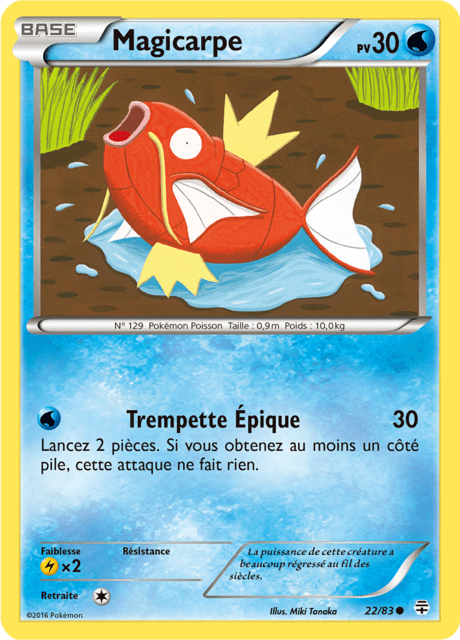 BASE
Magicarpe
PV30
Nº 129 Pokémon Poisson Taille : 0,9m Poids : 10,0kg
Trempette Épique 30
Lancez 2 pièces. Si vous obtenez au moins un côté
pile, cette attaque ne fait rien.
Faiblesse
Résistance
×2
La puissance de cette créature a
beaucoup régressé au fil des
siècles.
Retraite
Illus. Miki Tanaka
22/83
©2016 Pokémon